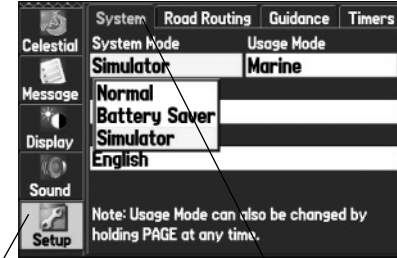 System Road Routing Guidance Timers
Celestial
System Mode Usage Mode
Simulator Marine
Message
Normal
Battery Saver
Simulator
Display
English
Sound
Note: Usage Mode can also be changed by
holding PAGE at any time.
Setup